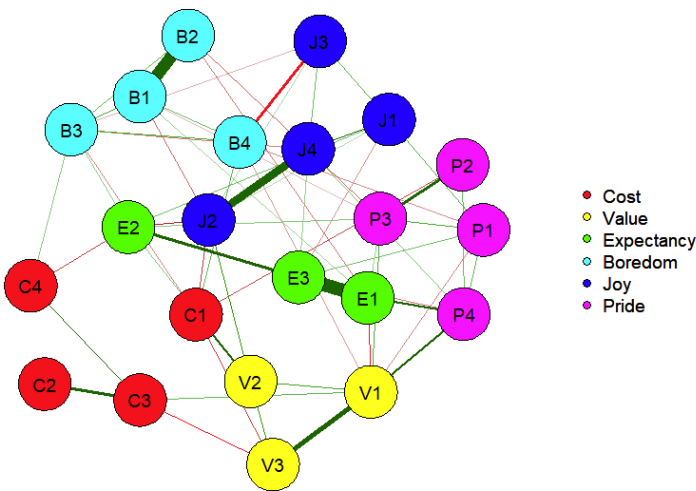 B2
J3
B1
J1
B3
B4
J4
P2
P3
P1
J2
E2
E3
C4
E1
C1
P4
V2
C2
V1
C3
V3
Cost
Value
Expectancy
Boredom
Joy
Pride